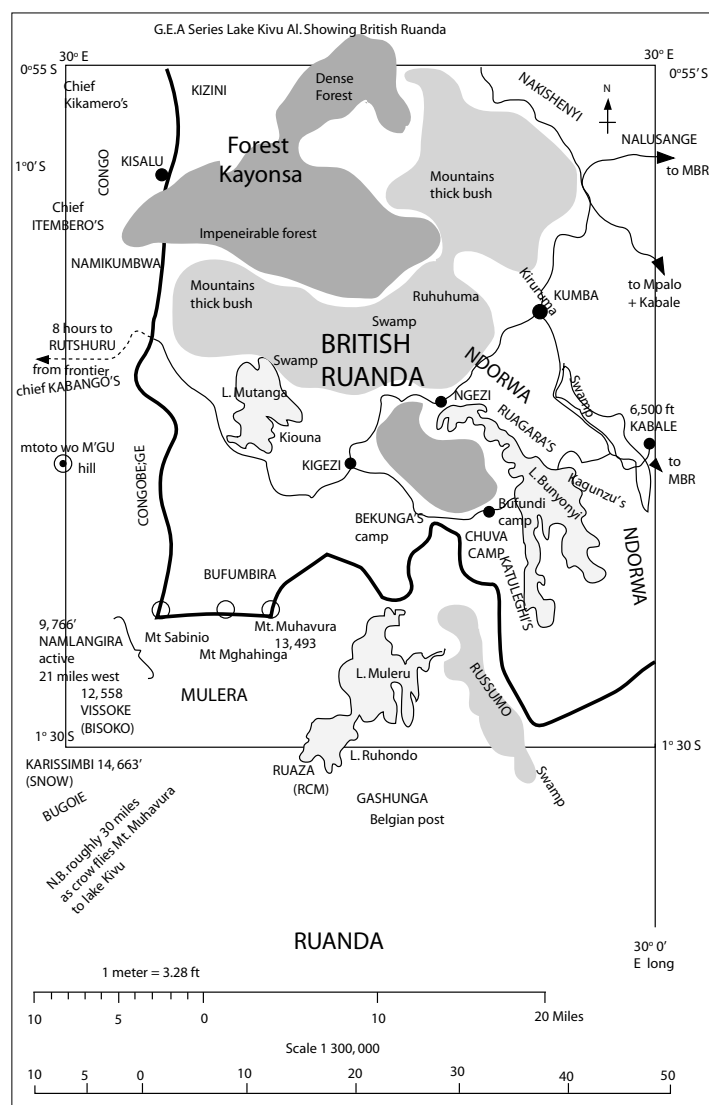 G.E.A Series Lake Kivu Al. Showing British Ruanda
30° E
30° E
0°55 S
0°55' S
Chief
Kikamero's
KIZINI
Dense
Forest
NAKISHENYI
N
NALUSANGE
to MBR
Forest
Kayonsa
KISALU
1°0' S
CONGO
Mountains
thick bush
Chief
ITEMBERO'S
Impeneirable forest
NAMIKUMBWA
Mountains
thick bush
Ruhuhuma
Swamp
Kiruruma
KUMBA
to Mpalo
+ Kabale
8 hours to
RUTSHURU
from frontier
chief KABANGO'S
Swamp
BRITISH
RUANDA
NDORWA
L. Mutanga
NGEZI
Swamp
6,500 ft
KABALE
RUAGARA'S
Kiouna
mtoto wo M'GU
hill
KIGEZI
to
MBR
L. Bunyonyi
Kagunzu's
CONGOBE;GE
Bufundi
camp
BEKUNGA'S
camp
CHUVA
CAMP
KATULEGHI'S
NDORWA
BUFUMBIRA
9,766'
NAMLANGIRA
active
21 miles west
Mt Sabinio
Mt. Muhavura
13,493
Mt Mghahinga
12,558
VISSOKE
(BISOKO)
MULERA
L. Muleru
RUSSUMO
1° 30 S
1° 30 S
L. Ruhondo
KARISSIMBI 14,663'
(SNOW)
RUAZA
(RCM)
Swamp
BUGOIE
GASHUNGA
Belgian post
N.B. roughly 30 miles
as crow flies Mt. Muhavura
to lake Kivu
RUANDA
30° 0'
E long
1 meter = 3.28 ft
10 5 0 10 20 Miles
Scale 1 300,000
10 5 0 10 20 30 40 50